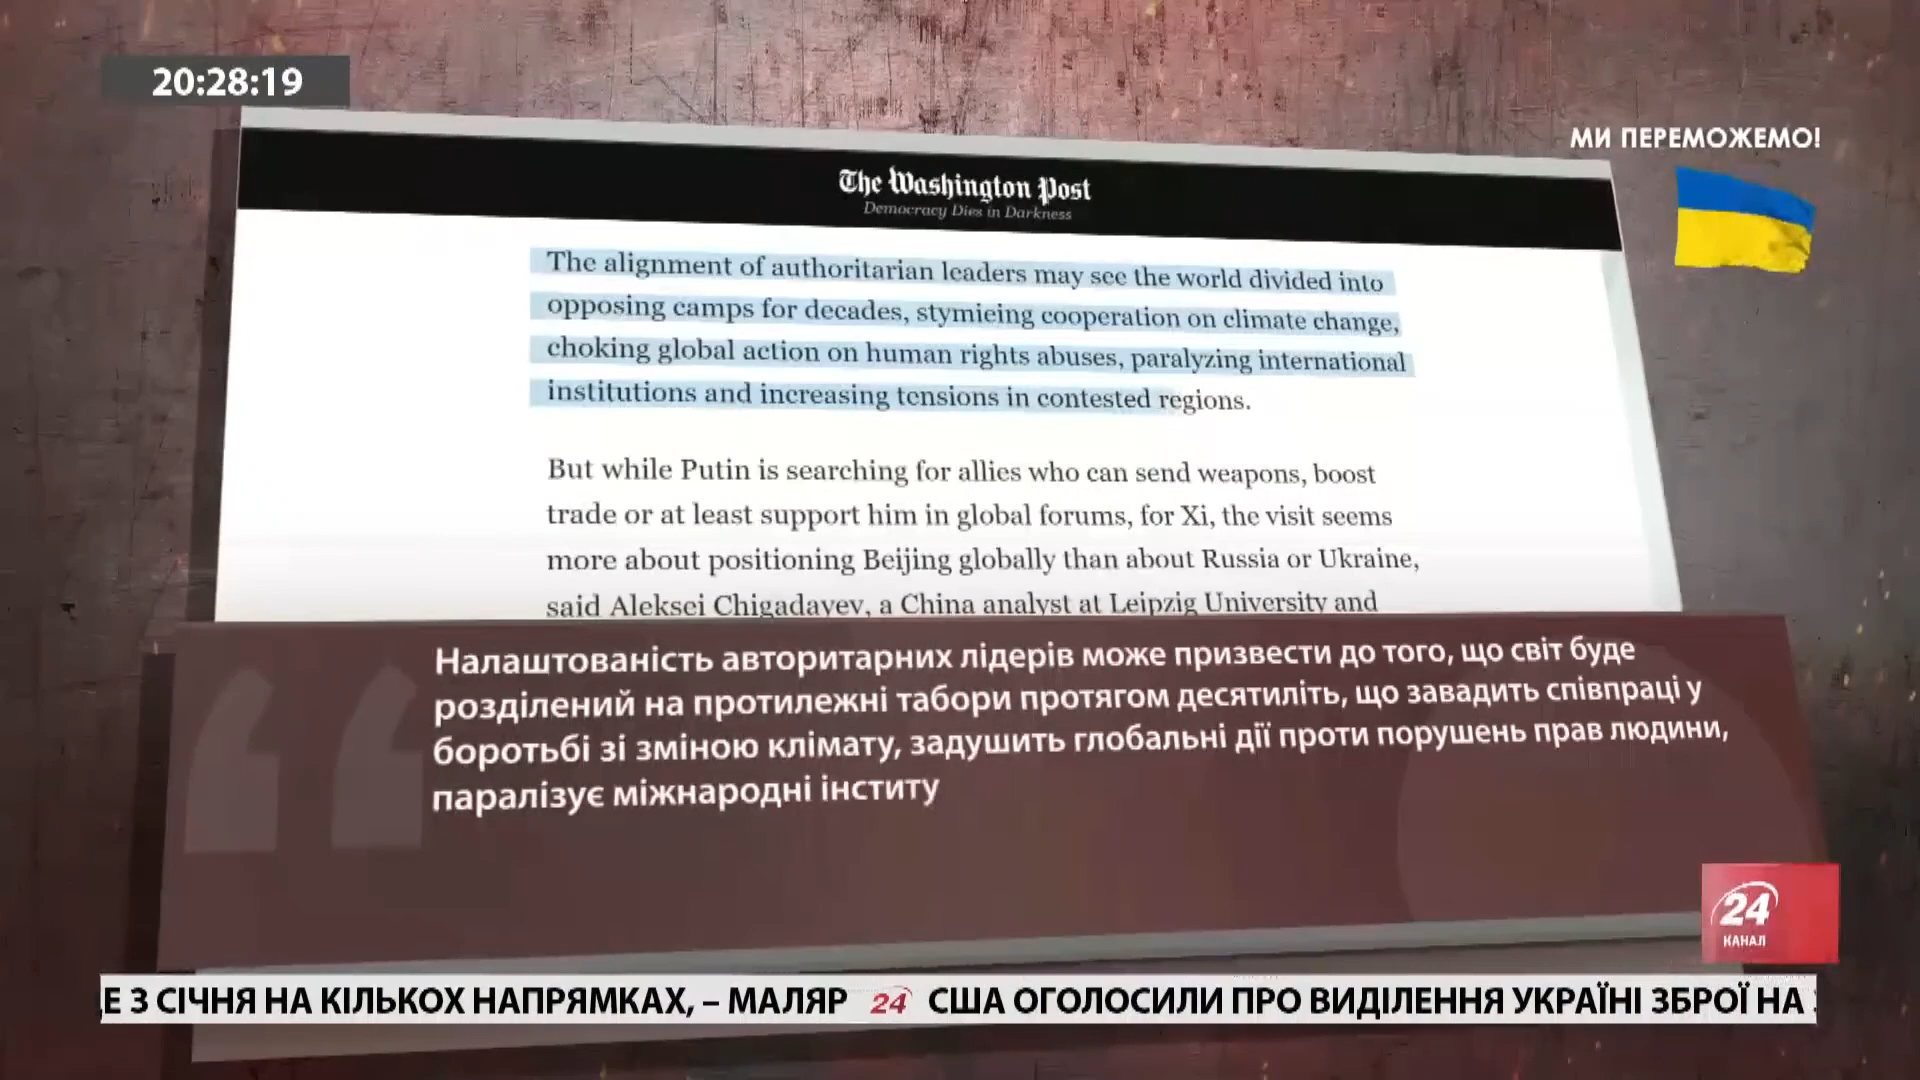 20:28:19
МИ ПЕРЕМОЖЕМО!
The Washington Post
Democracy Dies in Darkness
The alignment of authoritarian leaders may see the world divided into
opposing camps for decades, stymieing cooperation on climate change,
choking global action on human rights abuses, paralyzing international
institutions and increasing tensions in contested regions.
But while Putin is searching for allies who can send weapons, boost
trade or at least support him in global forums, for Xi, the visit seems
more about positioning Beijing globally than about Russia or Ukraine,
said Aleksei Chigadayev, a China analyst at Leipzig University and
Налаштованість авторитарних лідерів може призвести до того, що світ буде
розділений на протилежні табори протягом десятиліть, що завадить співпраці у
боротьбі зі зміною клімату, задушить глобальні дії проти порушень прав людини,
паралізує міжнародні інститу
24
КАНАЛ
Е З СІЧНЯ НА КІЛЬКОХ НАПРЯМКАХ, – МАЛЯР 24 США ОГОЛОСИЛИ ПРО ВИДІЛЕННЯ УКРАЇНІ ЗБРОЇ НА